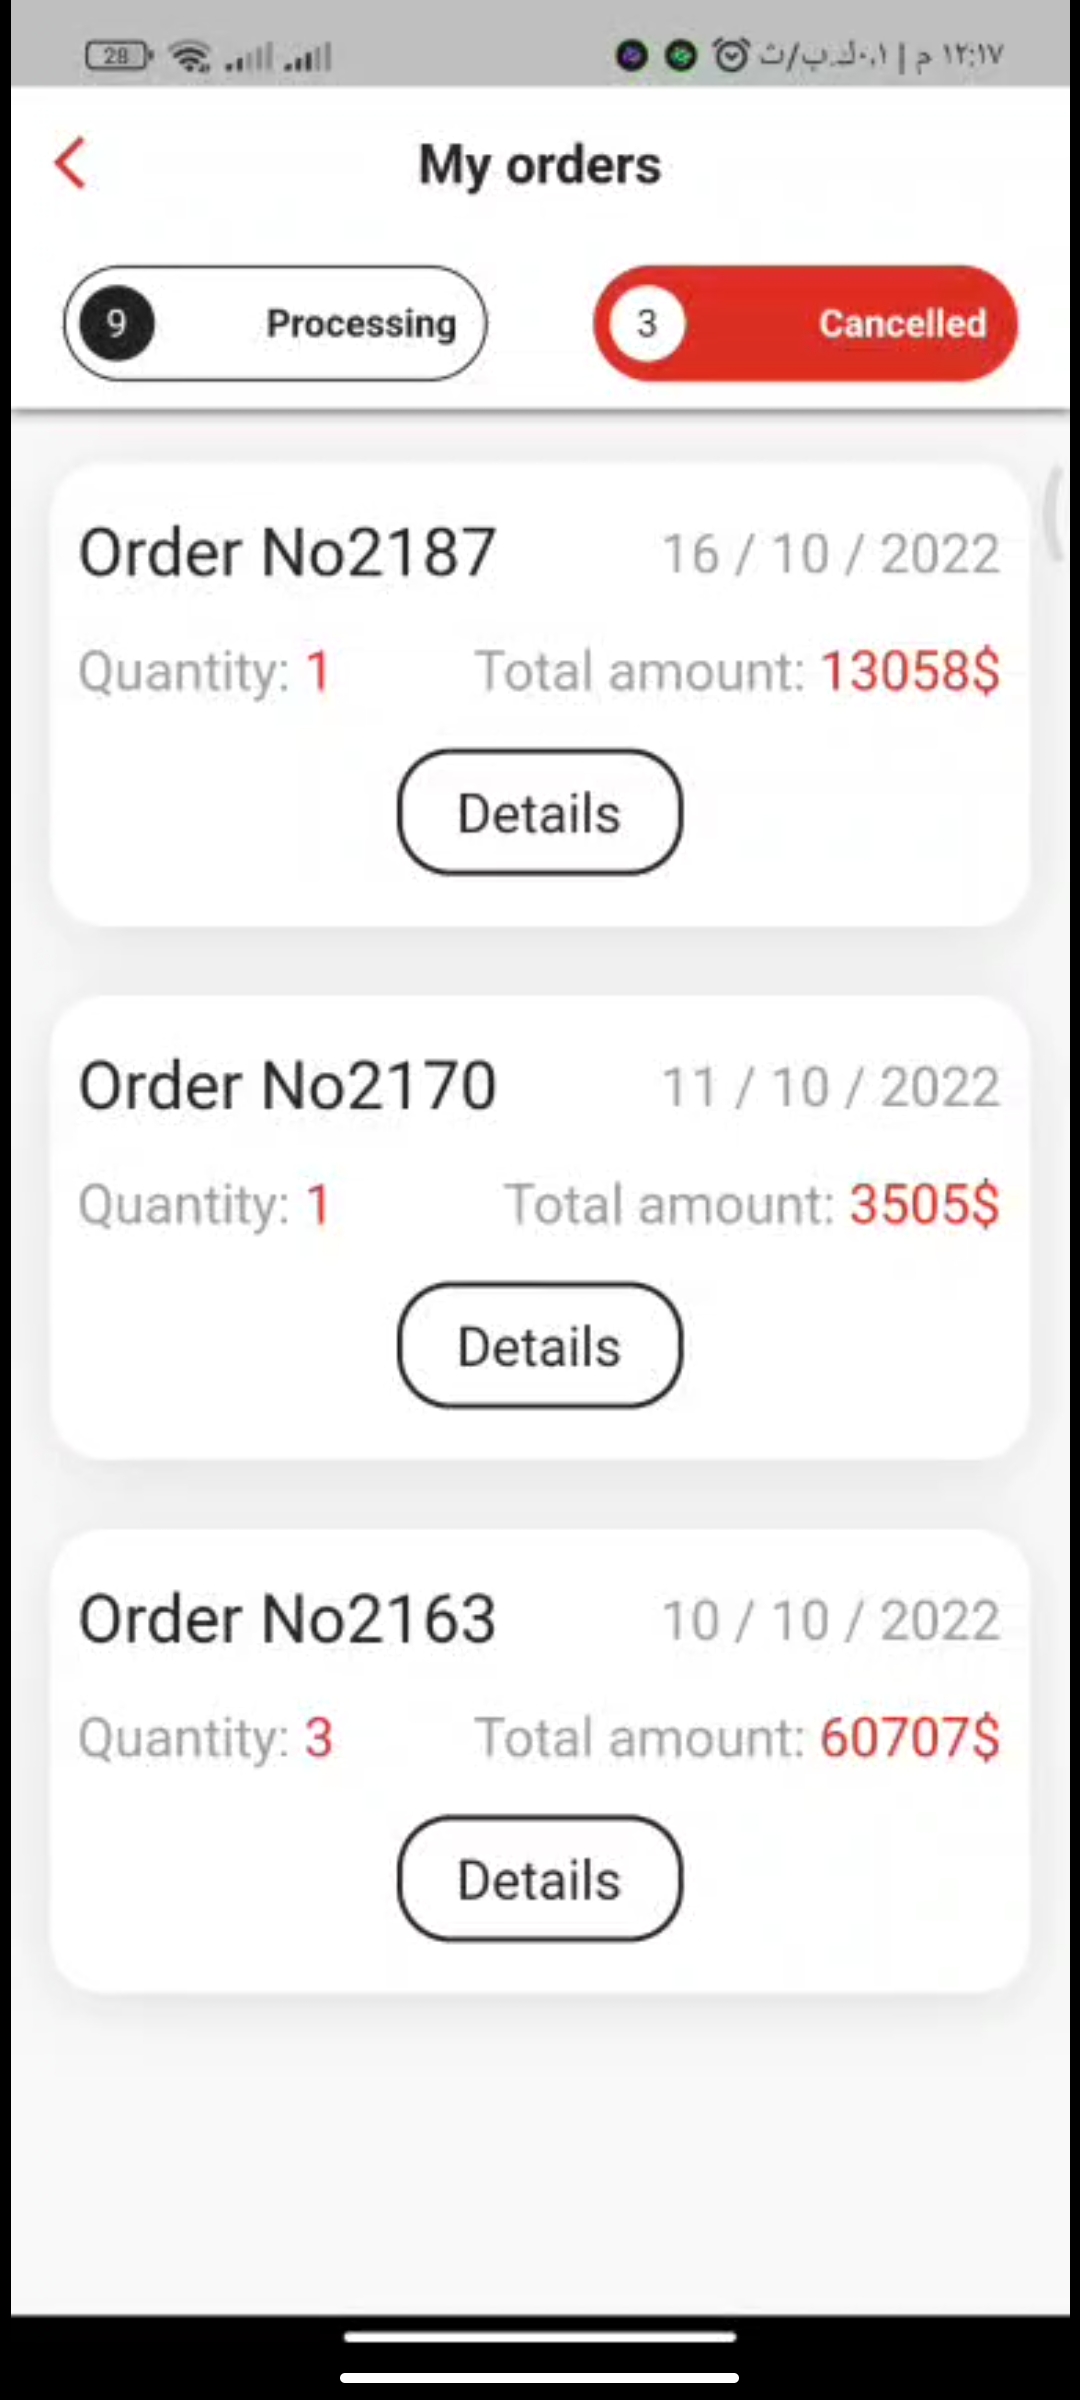 28 ١٢:١٧ م | ٠.١ك.ب/ث
My orders
9 Processing
3 Cancelled
Order No2187 16 / 10 / 2022
Quantity: 1 Total amount: 13058$
Details
Order No2170 11 / 10 / 2022
Quantity: 1 Total amount: 3505$
Details
Order No2163 10 / 10 / 2022
Quantity: 3 Total amount: 60707$
Details